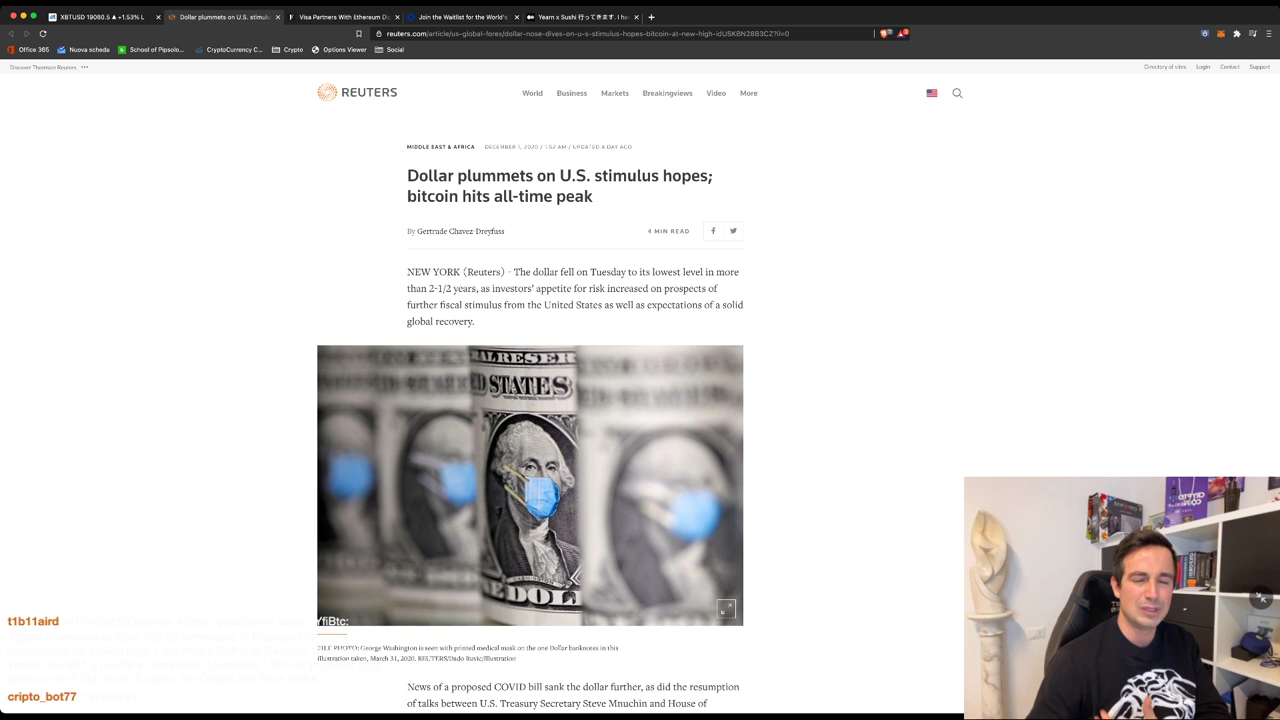 XBTUSD 19080.5 ▲ +1.53% L
Dollar plummets on U.S. stimulu
Visa Partners With Ethereum Di
Join the Waitlist for the World's
Yearn x Sushi 行ってきます. I ha
reuters.com/article/us-global-forex/dollar-nose-dives-on-u-s-stimulus-hopes-bitcoin-at-new-high-idUSKBN28B3CZ?il=0
Office 365
Nuova scheda
School of Pipsolo...
CryptoCurrency C...
Crypto
Options Viewer
Social
Discover Thomson Reuters
Directory of sites
Login
Contact
Support
REUTERS
World
Business
Markets
Breakingviews
Video
More
MIDDLE EAST & AFRICA
DECEMBER 1, 2020 / 1:52 AM / UPDATED A DAY AGO
Dollar plummets on U.S. stimulus hopes;
bitcoin hits all-time peak
By Gertrude Chavez-Dreyfuss
4 MIN READ
NEW YORK (Reuters) - The dollar fell on Tuesday to its lowest level in more
than 2-1/2 years, as investors' appetite for risk increased on prospects of
further fiscal stimulus from the United States as well as expectations of a solid
global recovery.
STATES
DOLL
t1b11aird
YfiBtc:
FILE PHOTO: George Washington is seen with printed medical mask on the one Dollar banknotes in this
illustration taken, March 31, 2020. REUTERS/Dado Ruvic/Illustration
cripto_bot77
News of a proposed COVID bill sank the dollar further, as did the resumption
of talks between U.S. Treasury Secretary Steve Mnuchin and House of